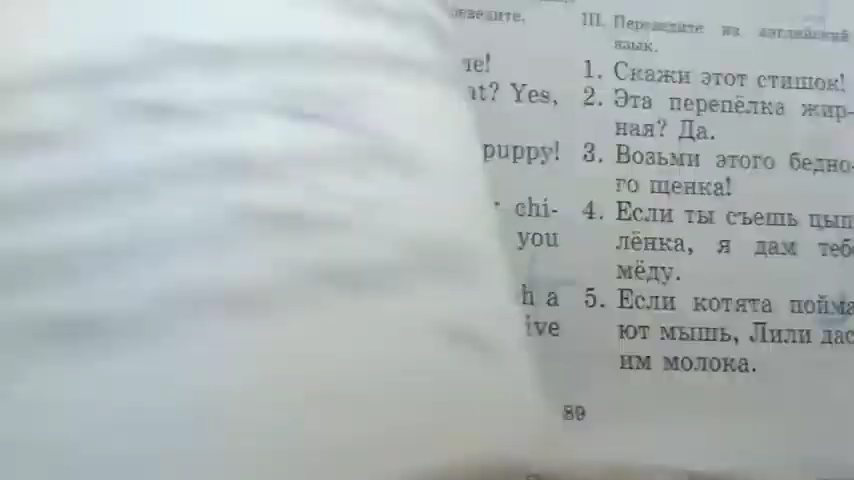 III. Переведите на английский
язык.
те!
at? Yes,
puppy!
chi-
you
h a
ive
1. Скажи этот стишок!
2. Эта перепёлка жир-
ная? Да.
3. Возьми этого бедно-
го щенка!
4. Если ты съешь цып
лёнка, я дам тебе
мёду.
5. Если котята пойма
ют мышь, Лили дас
им молока.
89